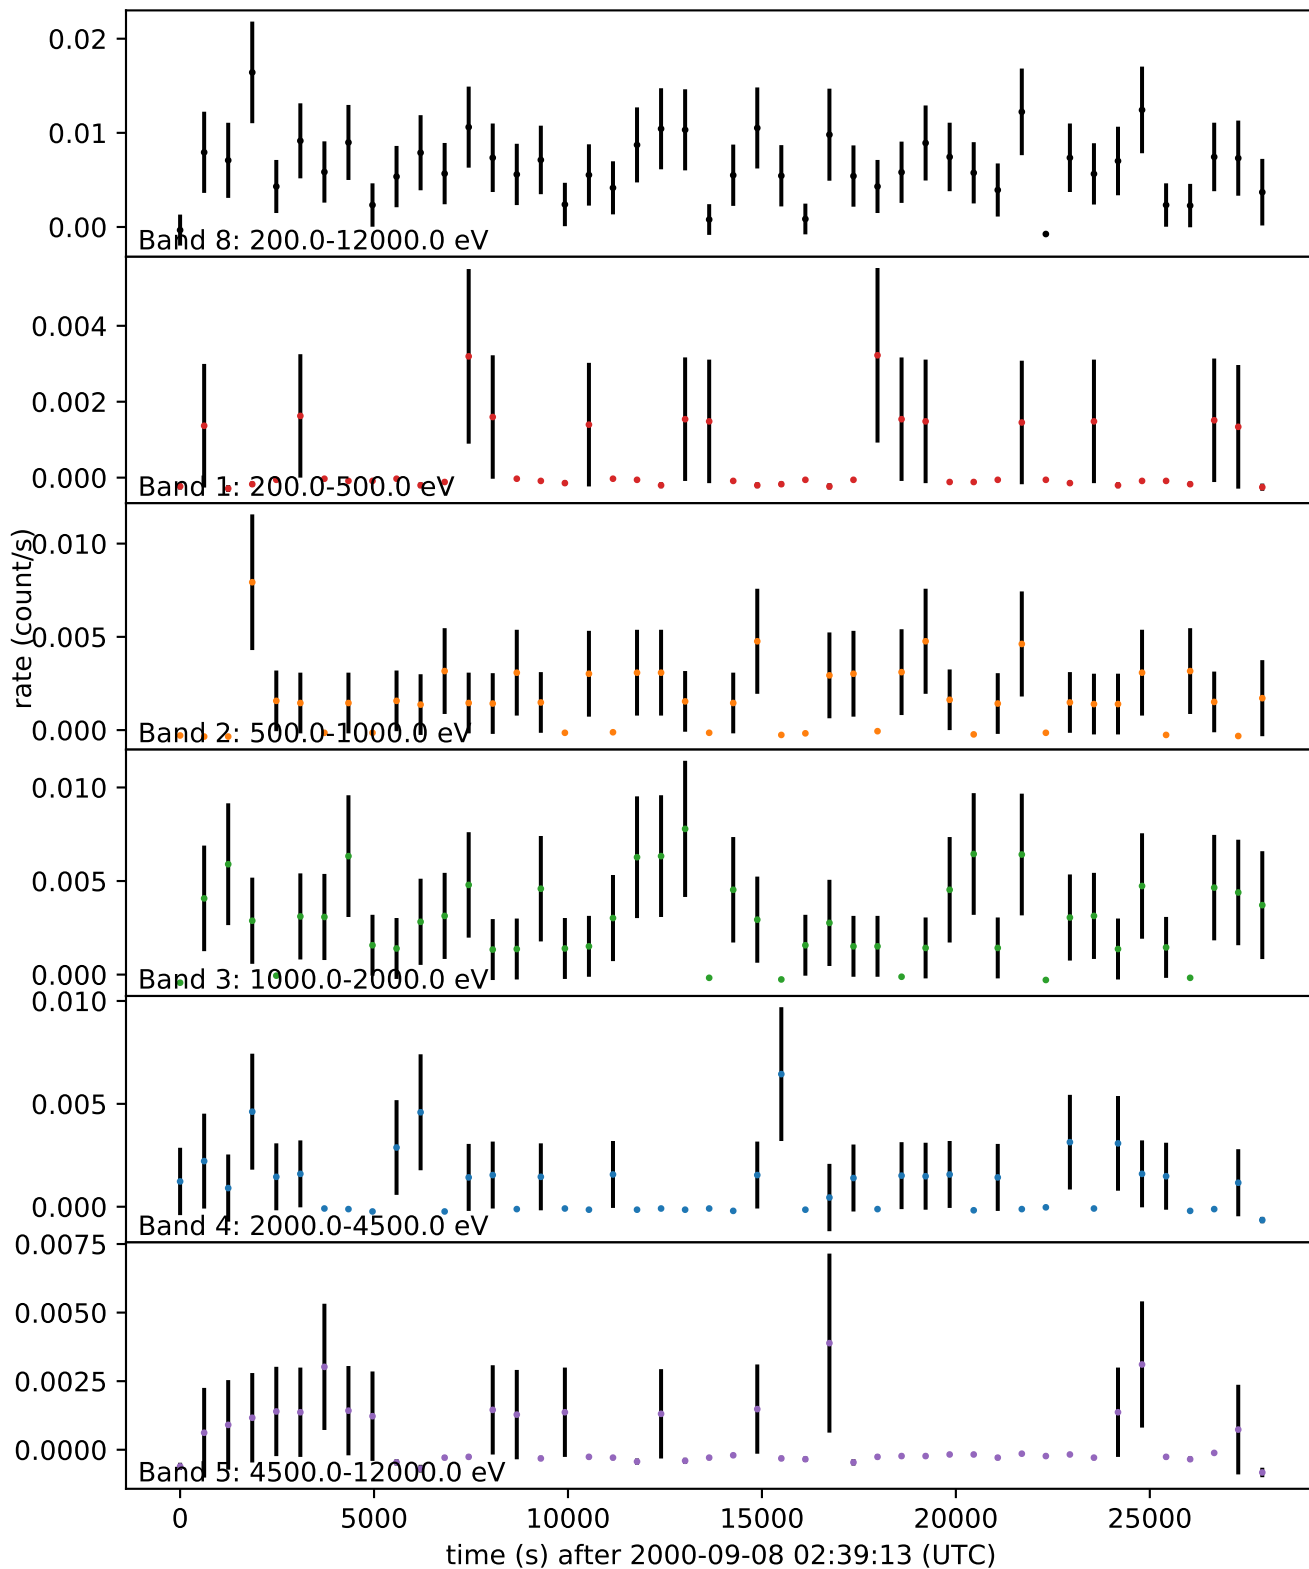 0.02
0.01
0.00
Band 8: 200.0-12000.0 eV
0.004
0.002
0.000
Band 1: 200.0-500.0 eV
rate (count/s)
0.010
0.005
0.000
Band 2: 500.0-1000.0 eV
0.010
0.005
0.000
Band 3: 1000.0-2000.0 eV
0.010
0.005
0.000
Band 4: 2000.0-4500.0 eV
0.0075
0.0050
0.0025
0.0000
Band 5: 4500.0-12000.0 eV
0 5000 10000 15000 20000 25000
time (s) after 2000-09-08 02:39:13 (UTC)